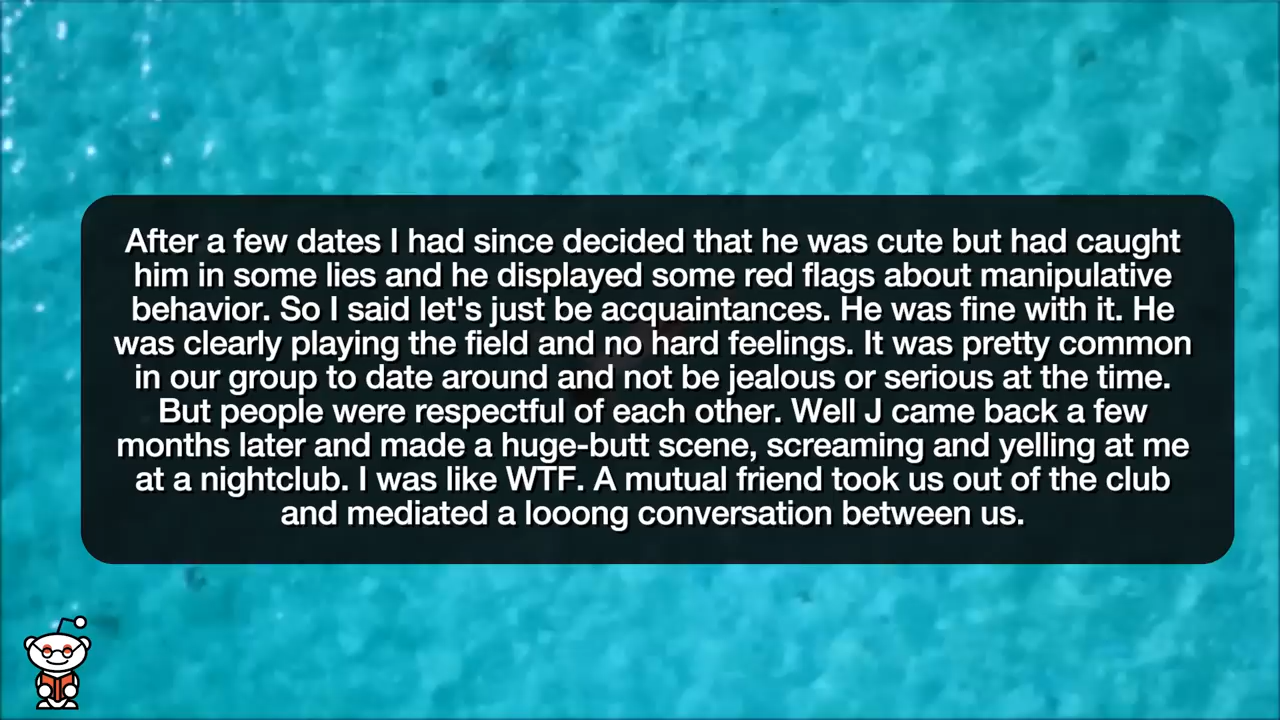 After a few dates I had since decided that he was cute but had caught
him in some lies and he displayed some red flags about manipulative
behavior. So I said let's just be acquaintances. He was fine with it. He
was clearly playing the field and no hard feelings. It was pretty common
in our group to date around and not be jealous or serious at the time.
But people were respectful of each other. Well J came back a few
months later and made a huge-butt scene, screaming and yelling at me
at a nightclub. I was like WTF. A mutual friend took us out of the club
and mediated a looong conversation between us.